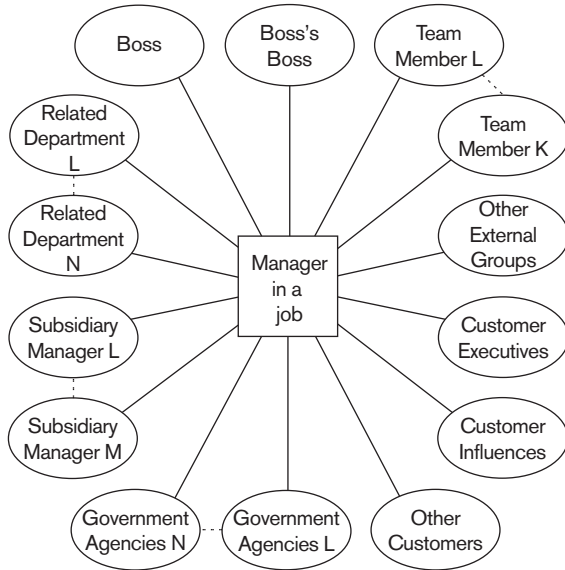 Boss
Boss's
Boss
Team
Member L
Related
Department
L
Team
Member K
Related
Department
N
Other
External
Groups
Manager
in a
job
Subsidiary
Manager L
Customer
Executives
Subsidiary
Manager M
Customer
Influences
Government
Agencies N
Government
Agencies L
Other
Customers